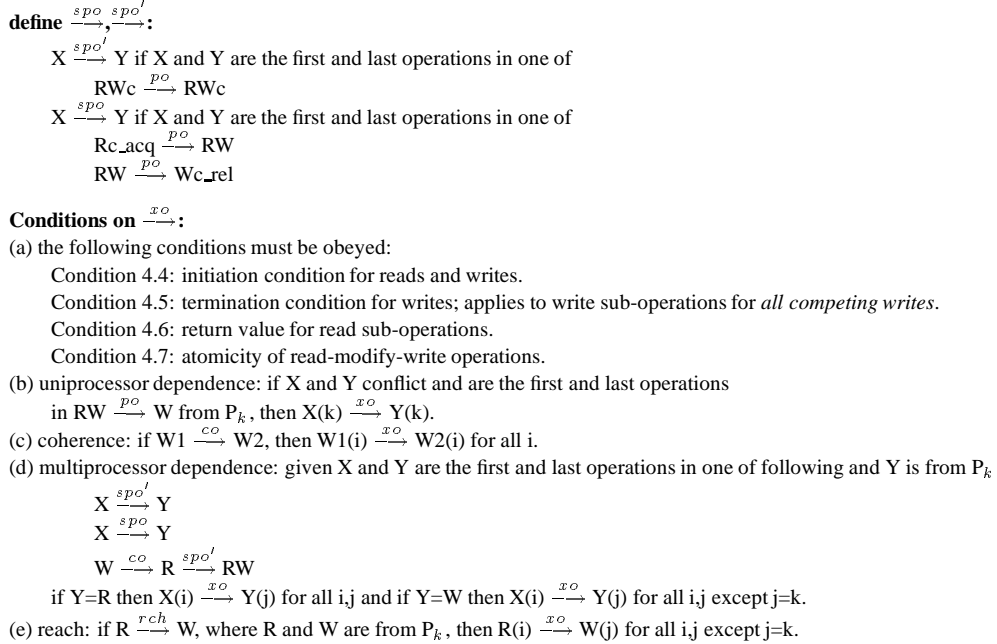 define —spo→, —spo′→:
X —spo′→ Y if X and Y are the first and last operations in one of
RWc —po→ RWc
X —spo→ Y if X and Y are the first and last operations in one of
Rc_acq —po→ RW
RW —po→ Wc_rel
Conditions on —xo→:
(a) the following conditions must be obeyed:
Condition 4.4: initiation condition for reads and writes.
Condition 4.5: termination condition for writes; applies to write sub-operations for all competing writes.
Condition 4.6: return value for read sub-operations.
Condition 4.7: atomicity of read-modify-write operations.
(b) uniprocessor dependence: if X and Y conflict and are the first and last operations
in RW —po→ W from Pₖ, then X(k) —xo→ Y(k).
(c) coherence: if W1 —co→ W2, then W1(i) —xo→ W2(i) for all i.
(d) multiprocessor dependence: given X and Y are the first and last operations in one of following and Y is from Pₖ
X —spo′→ Y
X —spo→ Y
W —co→ R —spo′→ RW
if Y=R then X(i) —xo→ Y(j) for all i,j and if Y=W then X(i) —xo→ Y(j) for all i,j except j=k.
(e) reach: if R —rch→ W, where R and W are from Pₖ, then R(i) —xo→ W(j) for all i,j except j=k.